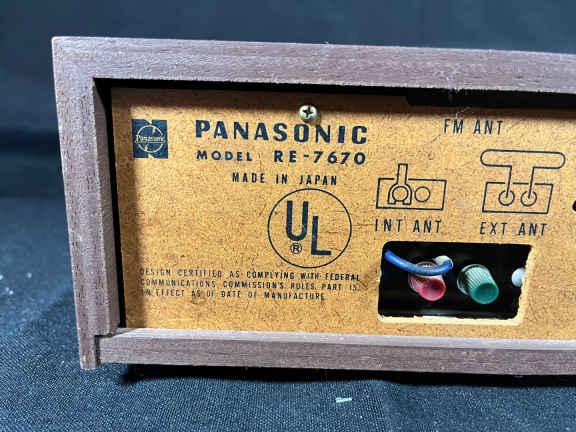 Panasonic
PANASONIC
MODEL RE-7670
MADE IN JAPAN
UL
®
FM ANT
INT ANT
EXT ANT
DESIGN CERTIFIED AS COMPLYING WITH FEDERAL
COMMUNICATIONS COMMISSION'S RULES, PART 15
IN EFFECT AS OF DATE OF MANUFACTURE